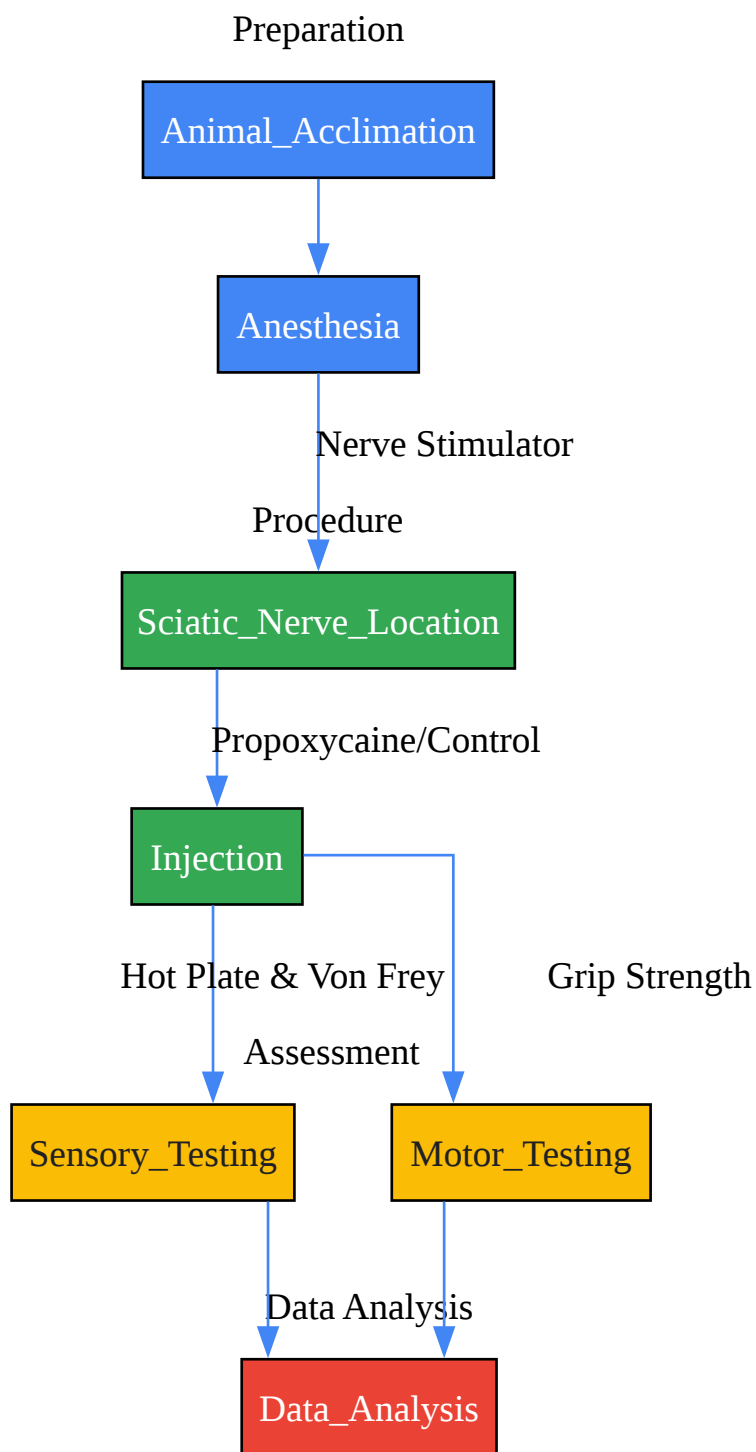 Preparation
Animal_Acclimation
Anesthesia
Nerve Stimulator
Procedure
Sciatic_Nerve_Location
Propoxycaine/Control
Injection
Hot Plate & Von Frey
Grip Strength
Assessment
Sensory_Testing
Motor_Testing
Data Analysis
Data_Analysis